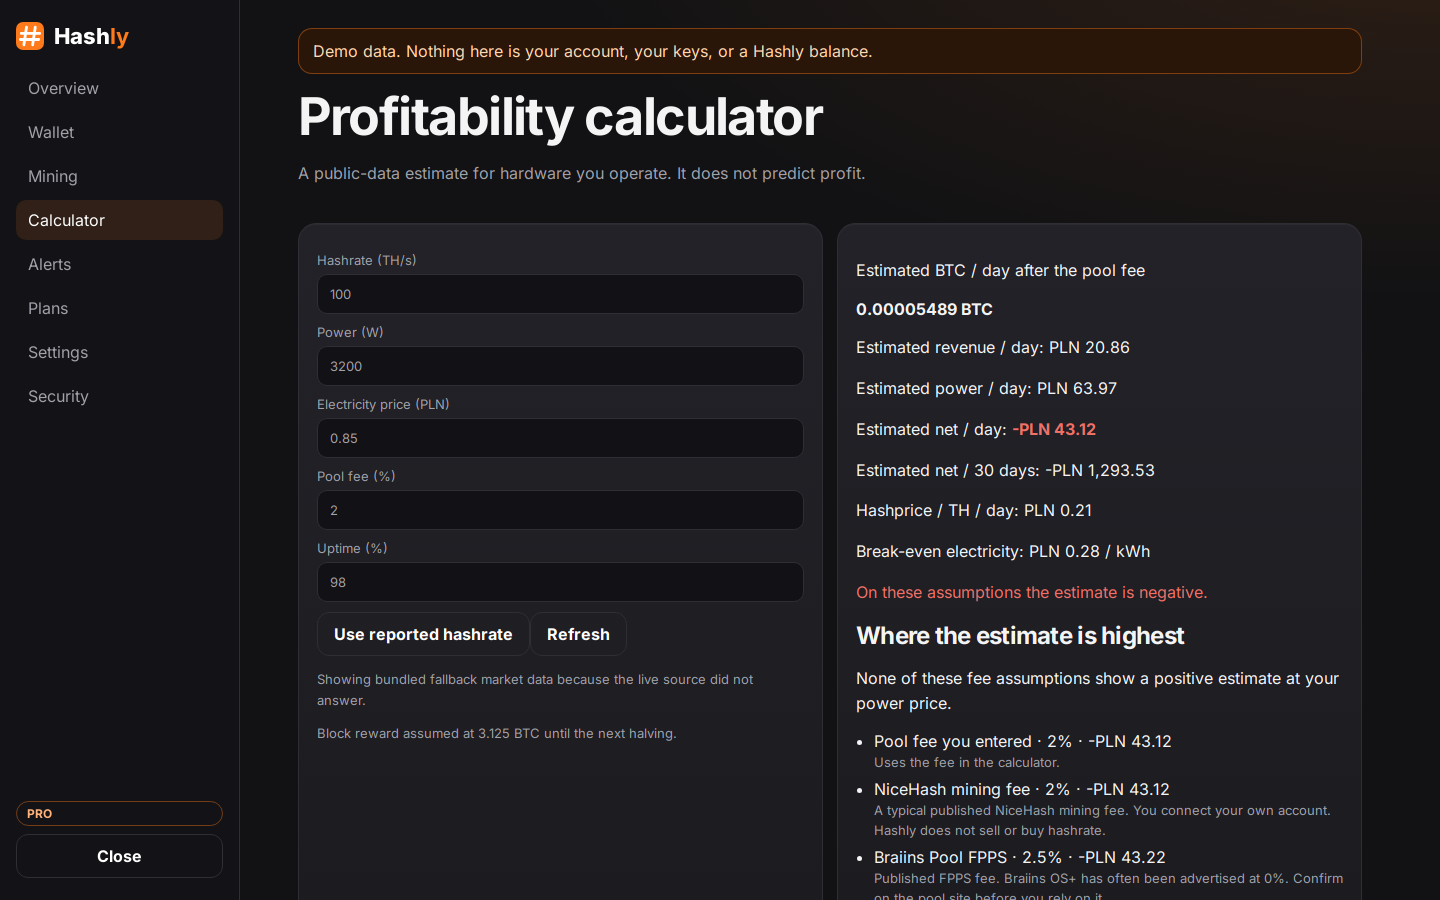 Hashly
Overview
Wallet
Mining
Calculator
Alerts
Plans
Settings
Security
PRO
Close
Demo data. Nothing here is your account, your keys, or a Hashly balance.
Profitability calculator
A public-data estimate for hardware you operate. It does not predict profit.
Hashrate (TH/s)
100
Power (W)
3200
Electricity price (PLN)
0.85
Pool fee (%)
2
Uptime (%)
98
Use reported hashrate
Refresh
Showing bundled fallback market data because the live source did not
answer.
Block reward assumed at 3.125 BTC until the next halving.
Estimated BTC / day after the pool fee
0.00005489 BTC
Estimated revenue / day: PLN 20.86
Estimated power / day: PLN 63.97
Estimated net / day: -PLN 43.12
Estimated net / 30 days: -PLN 1,293.53
Hashprice / TH / day: PLN 0.21
Break-even electricity: PLN 0.28 / kWh
On these assumptions the estimate is negative.
Where the estimate is highest
None of these fee assumptions show a positive estimate at your
power price.
• Pool fee you entered · 2% · -PLN 43.12
Uses the fee in the calculator.
• NiceHash mining fee · 2% · -PLN 43.12
A typical published NiceHash mining fee. You connect your own account.
Hashly does not sell or buy hashrate.
• Braiins Pool FPPS · 2.5% · -PLN 43.22
Published FPPS fee. Braiins OS+ has often been advertised at 0%. Confirm
on the pool site before you rely on it.